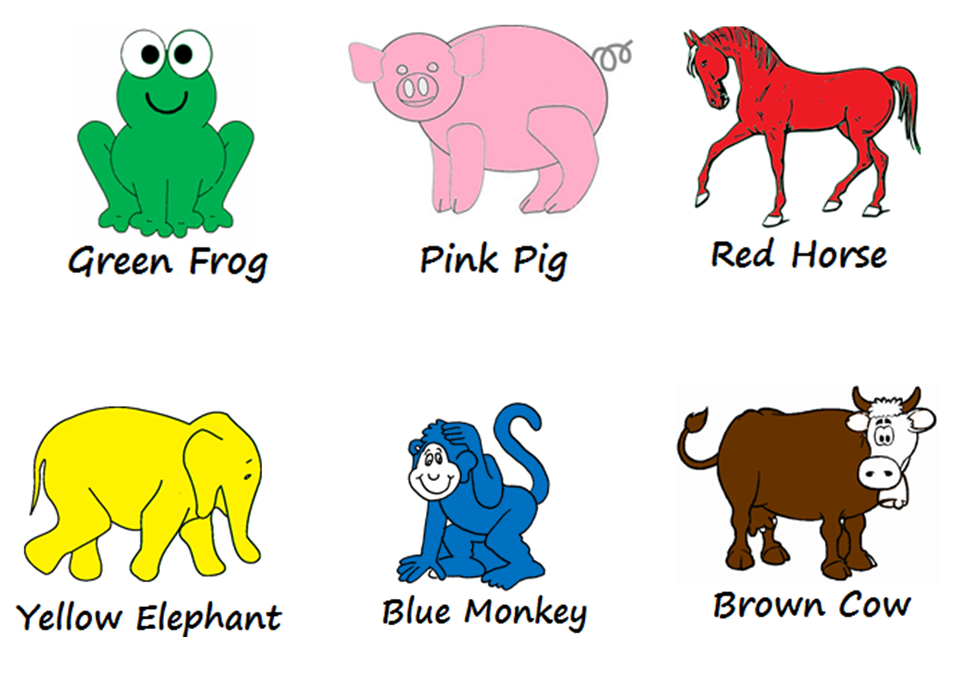 Green Frog
Pink Pig
Red Horse
Yellow Elephant
Blue Monkey
Brown Cow